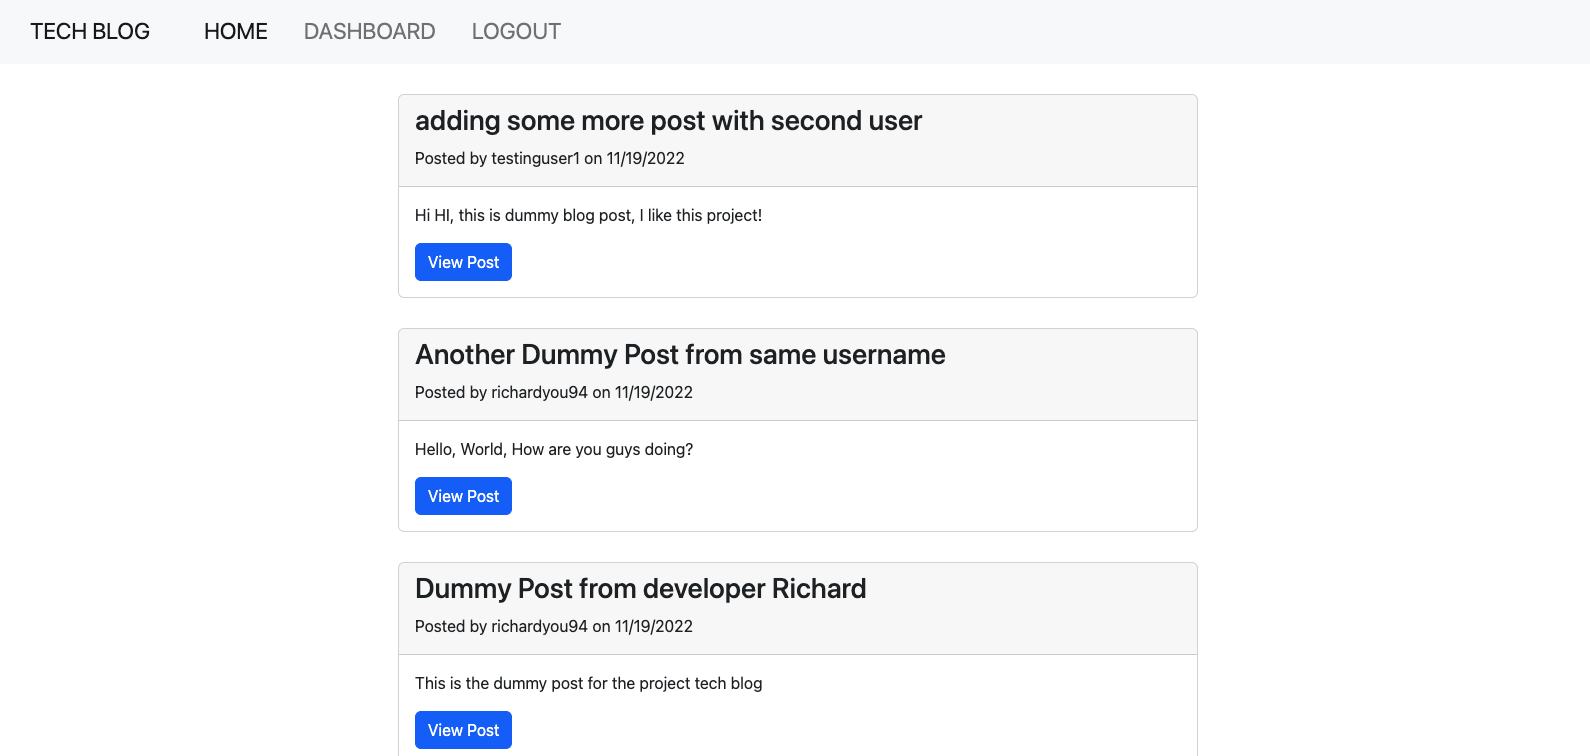 TECH BLOG HOME DASHBOARD LOGOUT
adding some more post with second user
Posted by testinguser1 on 11/19/2022
Hi HI, this is dummy blog post, I like this project!
View Post
Another Dummy Post from same username
Posted by richardyou94 on 11/19/2022
Hello, World, How are you guys doing?
View Post
Dummy Post from developer Richard
Posted by richardyou94 on 11/19/2022
This is the dummy post for the project tech blog
View Post